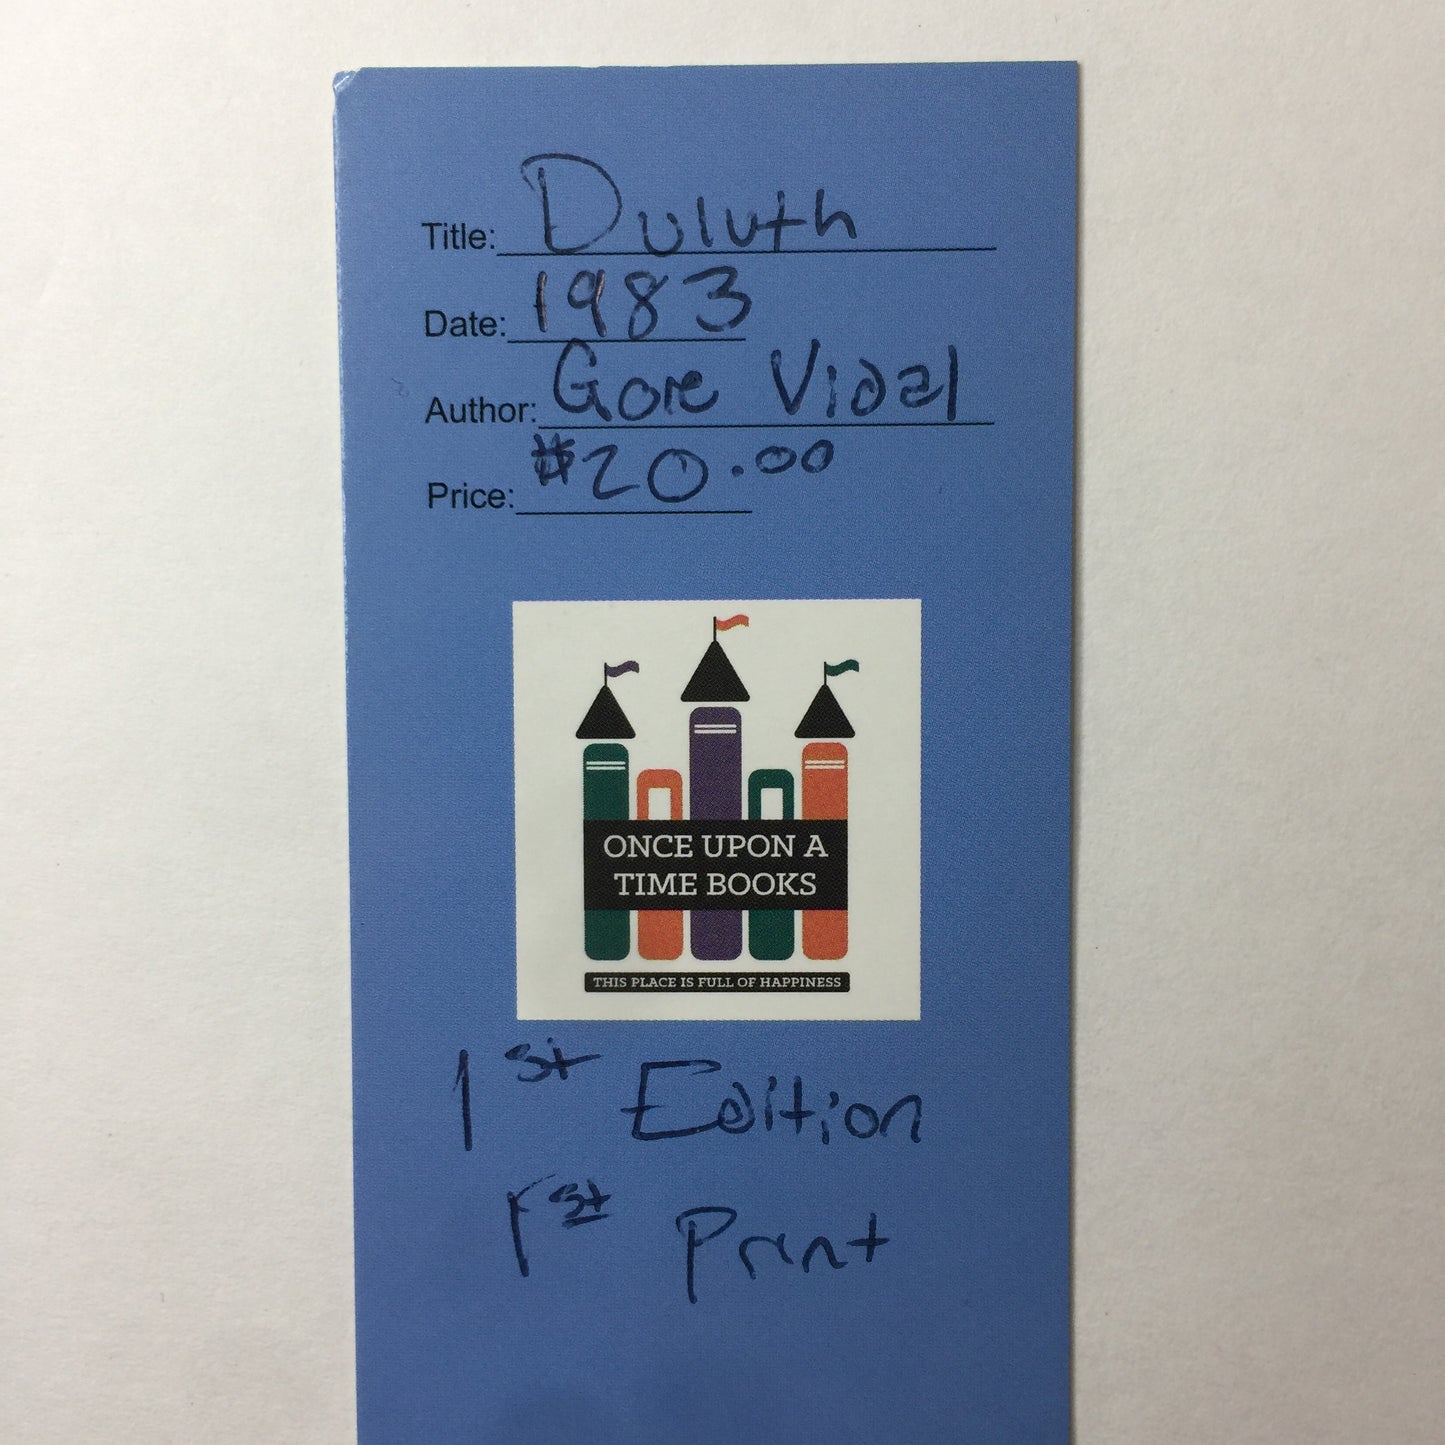 Title: Duluth
Date: 1983
Author: Gore Vidal
Price: $20.00
ONCE UPON A
TIME BOOKS
THIS PLACE IS FULL OF HAPPINESS
1st Edition
1st Print